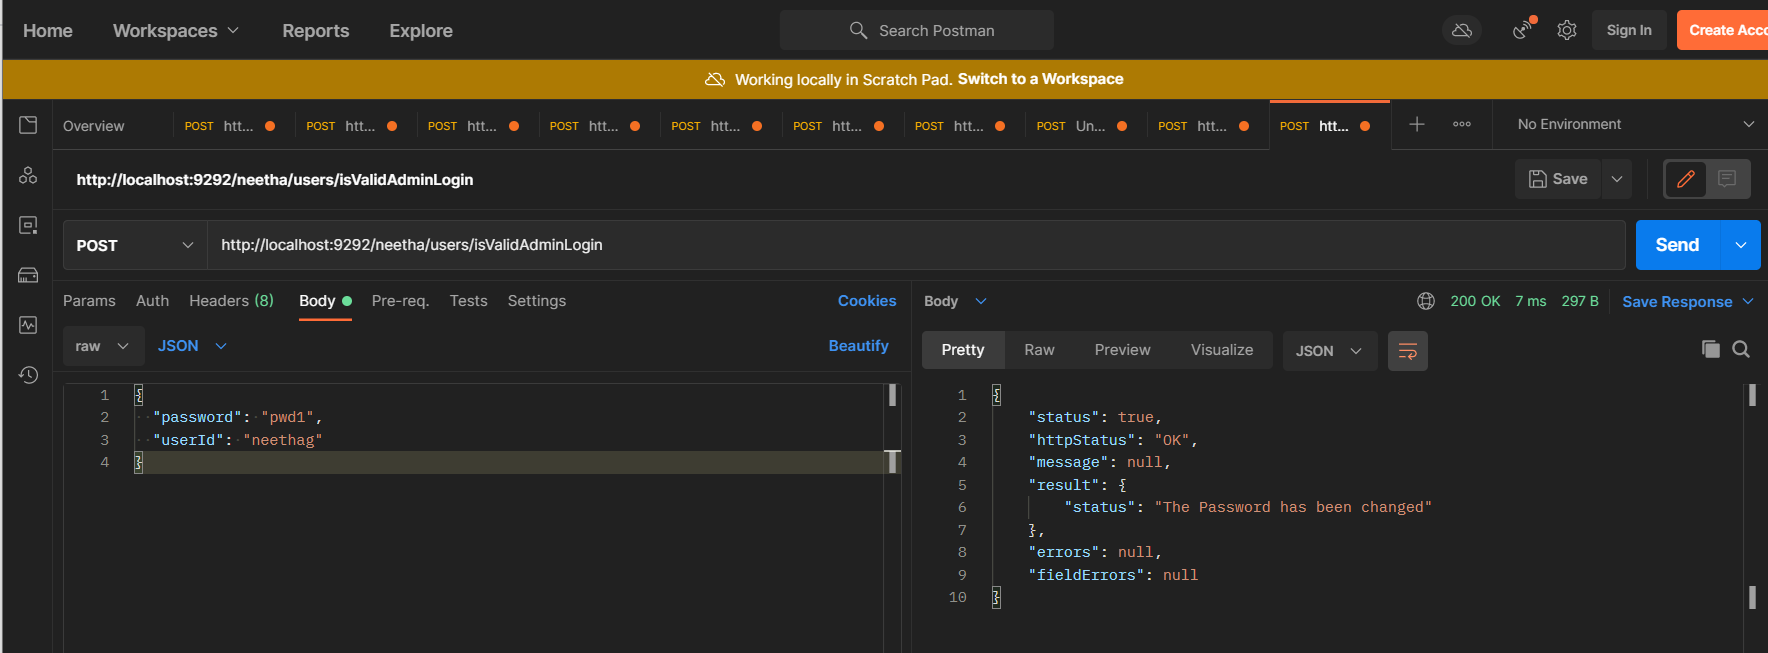 Home Workspaces Reports Explore Search Postman Sign In Create Acco
Working locally in Scratch Pad. Switch to a Workspace
Overview POST htt... POST htt... POST htt... POST htt... POST htt... POST htt... POST htt... POST Un... POST htt... POST htt... No Environment
http://localhost:9292/neetha/users/isValidAdminLogin Save
POST http://localhost:9292/neetha/users/isValidAdminLogin Send
Params Auth Headers (8) Body Pre-req. Tests Settings Cookies
raw JSON Beautify
1 {
2 "password": "pwd1",
3 "userId": "neethag"
4 }
Body 200 OK 7 ms 297 B Save Response
Pretty Raw Preview Visualize JSON
1 {
2 "status": true,
3 "httpStatus": "OK",
4 "message": null,
5 "result": {
6 "status": "The Password has been changed"
7 },
8 "errors": null,
9 "fieldErrors": null
10 }